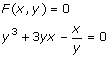 F(x, y) = 0
y³ + 3yx − x/y = 0